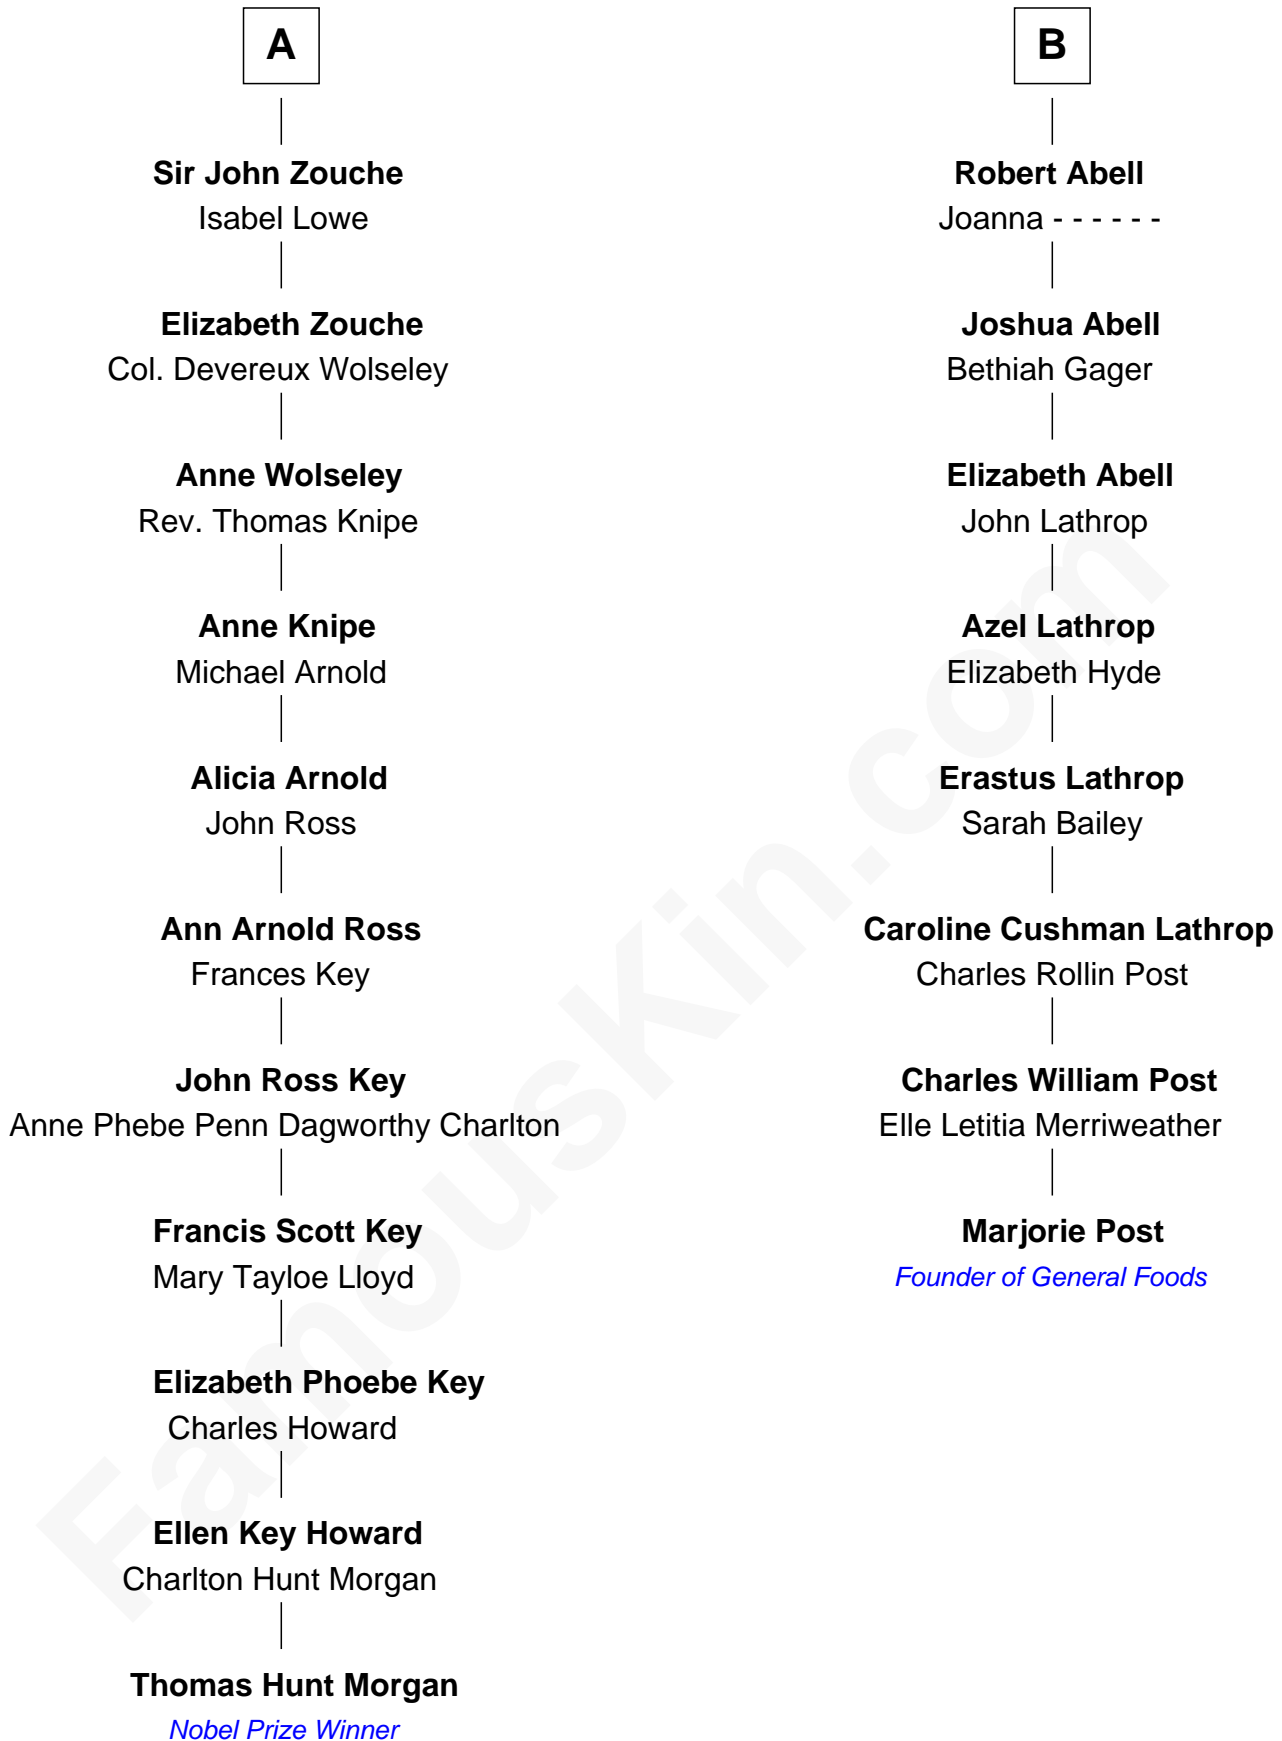 A
Sir John Zouche
Isabel Lowe
Elizabeth Zouche
Col. Devereux Wolseley
Anne Wolseley
Rev. Thomas Knipe
Anne Knipe
Michael Arnold
Alicia Arnold
John Ross
Ann Arnold Ross
Frances Key
John Ross Key
Anne Phebe Penn Dagworthy Charlton
Francis Scott Key
Mary Tayloe Lloyd
Elizabeth Phoebe Key
Charles Howard
Ellen Key Howard
Charlton Hunt Morgan
Thomas Hunt Morgan
Nobel Prize Winner
B
Robert Abell
Joanna - - - - - -
Joshua Abell
Bethiah Gager
Elizabeth Abell
John Lathrop
Azel Lathrop
Elizabeth Hyde
Erastus Lathrop
Sarah Bailey
Caroline Cushman Lathrop
Charles Rollin Post
Charles William Post
Elle Letitia Merriweather
Marjorie Post
Founder of General Foods
FamousKin.com